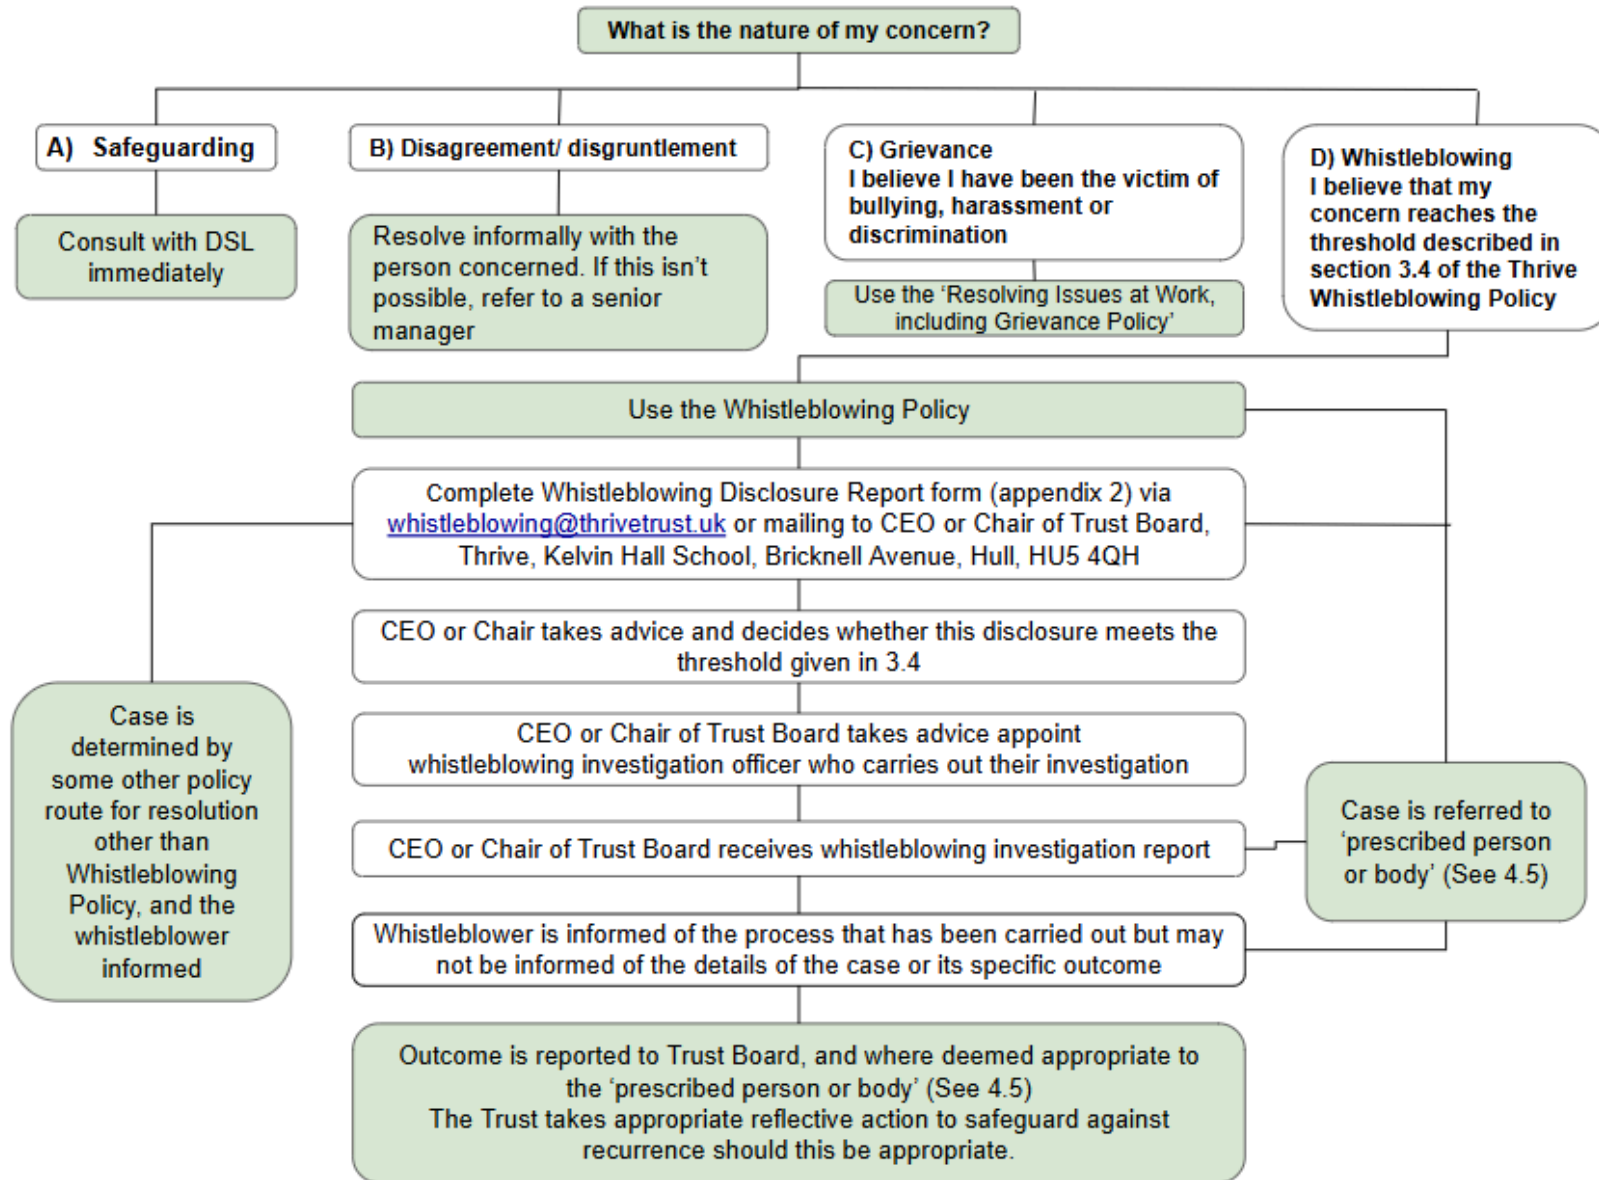 What is the nature of my concern?
A) Safeguarding
B) Disagreement/ disgruntlement
C) Grievance
I believe I have been the victim of
bullying, harassment or
discrimination
D) Whistleblowing
I believe that my
concern reaches the
threshold described in
section 3.4 of the Thrive
Whistleblowing Policy
Consult with DSL
immediately
Resolve informally with the
person concerned. If this isn’t
possible, refer to a senior
manager
Use the ‘Resolving Issues at Work,
including Grievance Policy’
Use the Whistleblowing Policy
Complete Whistleblowing Disclosure Report form (appendix 2) via
whistleblowing@thrivetrust.uk or mailing to CEO or Chair of Trust Board,
Thrive, Kelvin Hall School, Bricknell Avenue, Hull, HU5 4QH
CEO or Chair takes advice and decides whether this disclosure meets the
threshold given in 3.4
CEO or Chair of Trust Board takes advice appoint
whistleblowing investigation officer who carries out their investigation
CEO or Chair of Trust Board receives whistleblowing investigation report
Whistleblower is informed of the process that has been carried out but may
not be informed of the details of the case or its specific outcome
Outcome is reported to Trust Board, and where deemed appropriate to
the ‘prescribed person or body’ (See 4.5)
The Trust takes appropriate reflective action to safeguard against
recurrence should this be appropriate.
Case is
determined by
some other policy
route for resolution
other than
Whistleblowing
Policy, and the
whistleblower
informed
Case is referred to
‘prescribed person
or body’ (See 4.5)